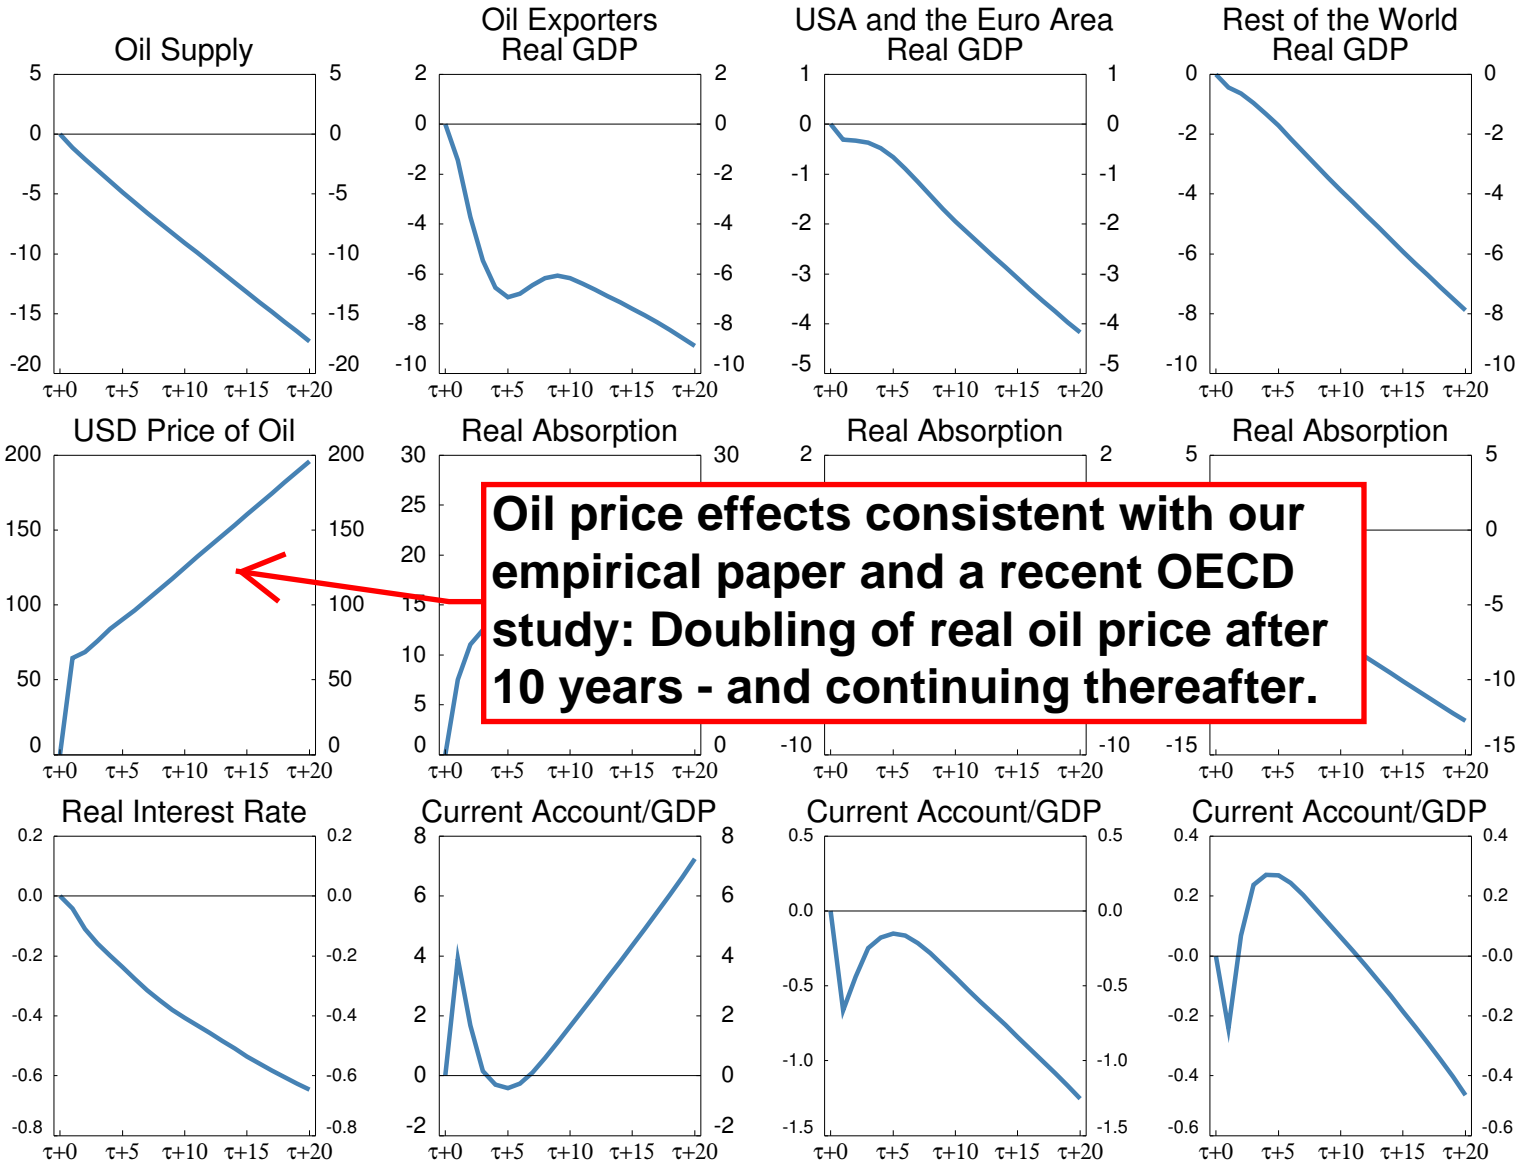 Oil Supply
Oil Exporters
Real GDP
USA and the Euro Area
Real GDP
Rest of the World
Real GDP
5 5 2 2 1 1 0 0
0 0 0 0 0 0 -2 -2
-5 -5 -2 -2 -1 -1 -4 -4
-10 -10 -4 -4 -2 -2 -6 -6
-15 -15 -6 -6 -3 -3 -8 -8
-20 -20 -8 -8 -4 -4 -10 -10
-10 -10 -5 -5
τ+0 τ+5 τ+10 τ+15 τ+20 τ+0 τ+5 τ+10 τ+15 τ+20 τ+0 τ+5 τ+10 τ+15 τ+20 τ+0 τ+5 τ+10 τ+15 τ+20
USD Price of Oil Real Absorption Real Absorption Real Absorption
200 200 30 30 2 2 5 5
150 150 25 0
100 100 20 -5
50 50 15 -10
0 0 10 -15 -15
5
0 0 -10 -10
Oil price effects consistent with our
empirical paper and a recent OECD
study: Doubling of real oil price after
10 years - and continuing thereafter.
τ+0 τ+5 τ+10 τ+15 τ+20 τ+0 τ+5 τ+10 τ+15 τ+20 τ+0 τ+5 τ+10 τ+15 τ+20 τ+0 τ+5 τ+10 τ+15 τ+20
Real Interest Rate Current Account/GDP Current Account/GDP Current Account/GDP
0.2 0.2 8 8 0.5 0.5 0.4 0.4
0.0 0.0 6 6 0.0 0.0 0.2 0.2
-0.2 -0.2 4 4 -0.5 -0.5 -0.0 -0.0
-0.4 -0.4 2 2 -1.0 -1.0 -0.2 -0.2
-0.6 -0.6 0 0 -1.5 -1.5 -0.4 -0.4
-0.8 -0.8 -2 -2 -0.6 -0.6
τ+0 τ+5 τ+10 τ+15 τ+20 τ+0 τ+5 τ+10 τ+15 τ+20 τ+0 τ+5 τ+10 τ+15 τ+20 τ+0 τ+5 τ+10 τ+15 τ+20